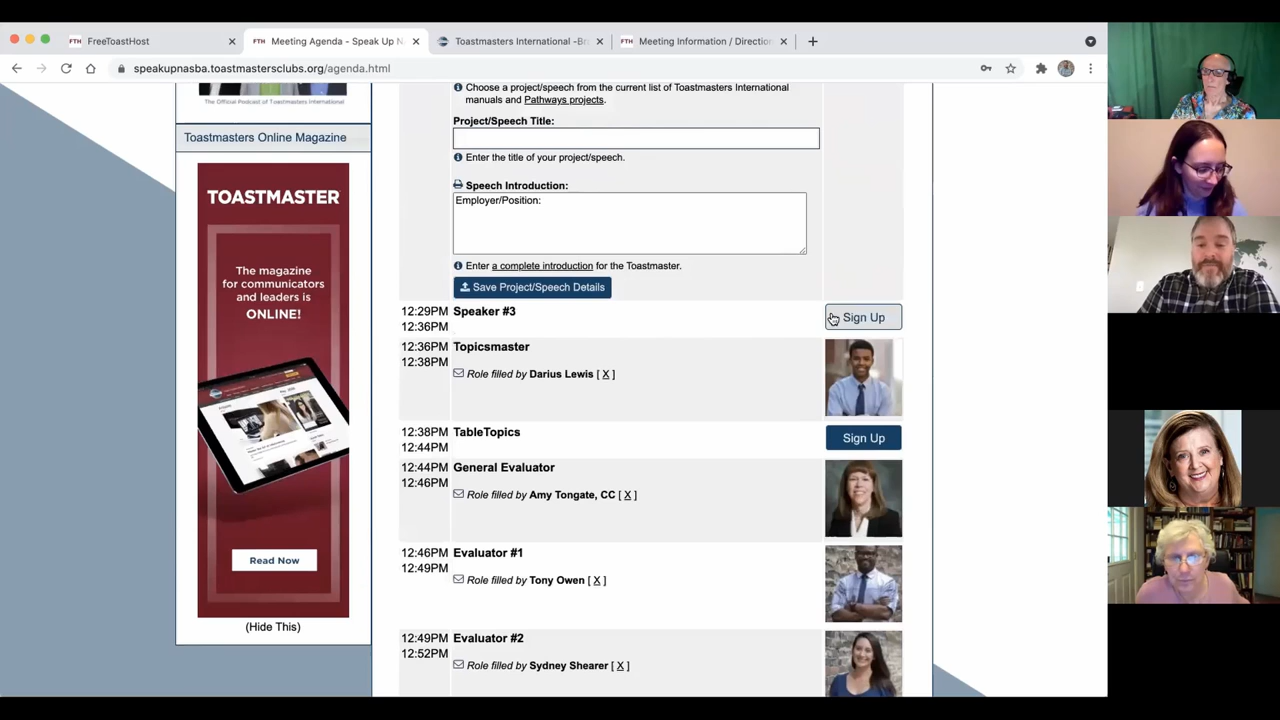 FTH FreeToastHost
FTH Meeting Agenda - Speak Up N
Toastmasters International -Br
FTH Meeting Information / Direction
speakupnasba.toastmastersclubs.org/agenda.html
The Official Podcast of Toastmasters International
Toastmasters Online Magazine
TOASTMASTER
The magazine
for communicators
and leaders is
ONLINE!
Read Now
(Hide This)
Choose a project/speech from the current list of Toastmasters International
manuals and Pathways projects.
Project/Speech Title:
Enter the title of your project/speech.
Speech Introduction:
Employer/Position:
Enter a complete introduction for the Toastmaster.
Save Project/Speech Details
12:29PM Speaker #3 Sign Up
12:36PM
12:36PM Topicsmaster
12:38PM
Role filled by Darius Lewis [ X ]
12:38PM TableTopics Sign Up
12:44PM
12:44PM General Evaluator
12:46PM
Role filled by Amy Tongate, CC [ X ]
12:46PM Evaluator #1
12:49PM
Role filled by Tony Owen [ X ]
12:49PM Evaluator #2
12:52PM
Role filled by Sydney Shearer [ X ]